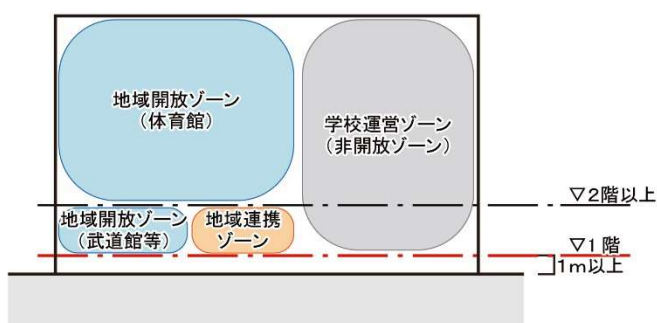 地域開放ゾーン
（体育館）
学校運営ゾーン
（非開放ゾーン）
▽2階以上
地域開放ゾーン
（武道館等）
地域連携
ゾーン
▽1階
1m以上